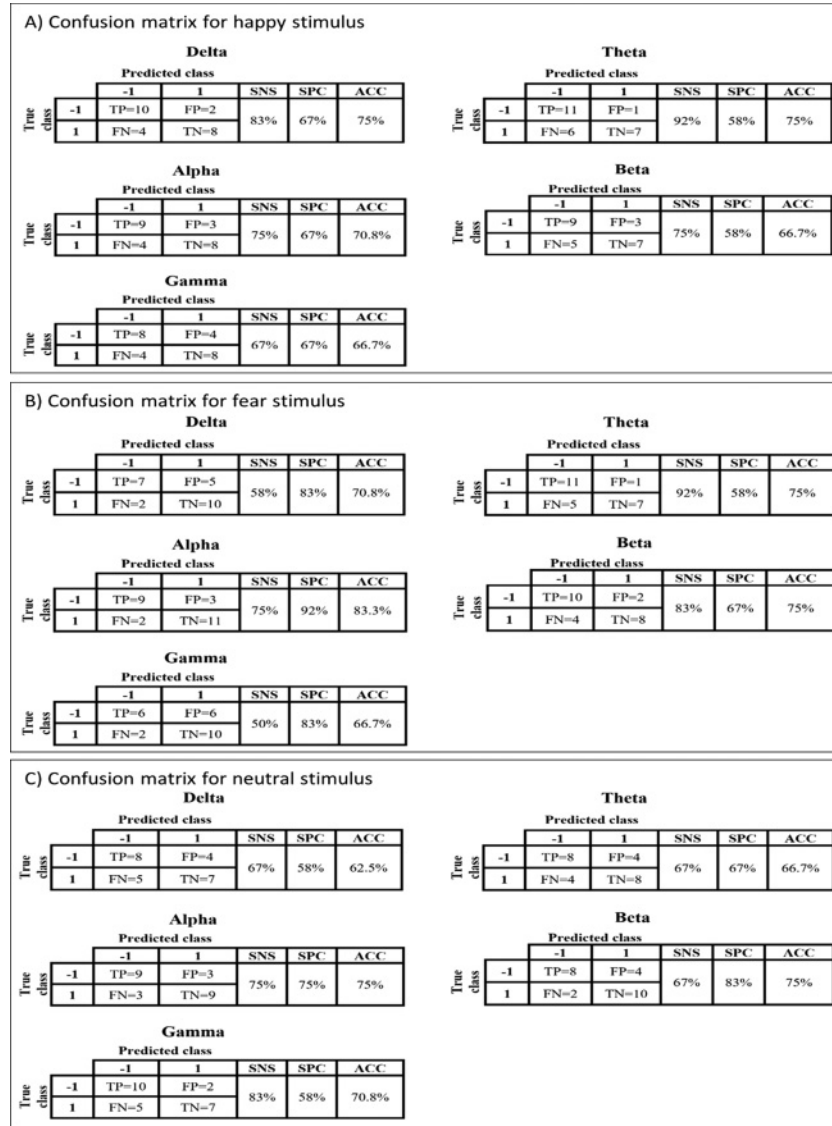 A) Confusion matrix for happy stimulus
Delta
Predicted class
-1 1 SNS SPC ACC
True class -1 TP=10 FP=2 83% 67% 75%
1 FN=4 TN=8
Theta
Predicted class
-1 1 SNS SPC ACC
True class -1 TP=11 FP=1 92% 58% 75%
1 FN=6 TN=7
Alpha
Predicted class
-1 1 SNS SPC ACC
True class -1 TP=9 FP=3 75% 67% 70.8%
1 FN=4 TN=8
Beta
Predicted class
-1 1 SNS SPC ACC
True class -1 TP=9 FP=3 75% 58% 66.7%
1 FN=5 TN=7
Gamma
Predicted class
-1 1 SNS SPC ACC
True class -1 TP=8 FP=4 67% 67% 66.7%
1 FN=4 TN=8
B) Confusion matrix for fear stimulus
Delta
Predicted class
-1 1 SNS SPC ACC
True class -1 TP=7 FP=5 58% 83% 70.8%
1 FN=2 TN=10
Theta
Predicted class
-1 1 SNS SPC ACC
True class -1 TP=11 FP=1 92% 58% 75%
1 FN=5 TN=7
Alpha
Predicted class
-1 1 SNS SPC ACC
True class -1 TP=9 FP=3 75% 92% 83.3%
1 FN=2 TN=11
Beta
Predicted class
-1 1 SNS SPC ACC
True class -1 TP=10 FP=2 83% 67% 75%
1 FN=4 TN=8
Gamma
Predicted class
-1 1 SNS SPC ACC
True class -1 TP=6 FP=6 50% 83% 66.7%
1 FN=2 TN=10
C) Confusion matrix for neutral stimulus
Delta
Predicted class
-1 1 SNS SPC ACC
True class -1 TP=8 FP=4 67% 58% 62.5%
1 FN=5 TN=7
Theta
Predicted class
-1 1 SNS SPC ACC
True class -1 TP=8 FP=4 67% 67% 66.7%
1 FN=4 TN=8
Alpha
Predicted class
-1 1 SNS SPC ACC
True class -1 TP=9 FP=3 75% 75% 75%
1 FN=3 TN=9
Beta
Predicted class
-1 1 SNS SPC ACC
True class -1 TP=8 FP=4 67% 83% 75%
1 FN=2 TN=10
Gamma
Predicted class
-1 1 SNS SPC ACC
True class -1 TP=10 FP=2 83% 58% 70.8%
1 FN=5 TN=7